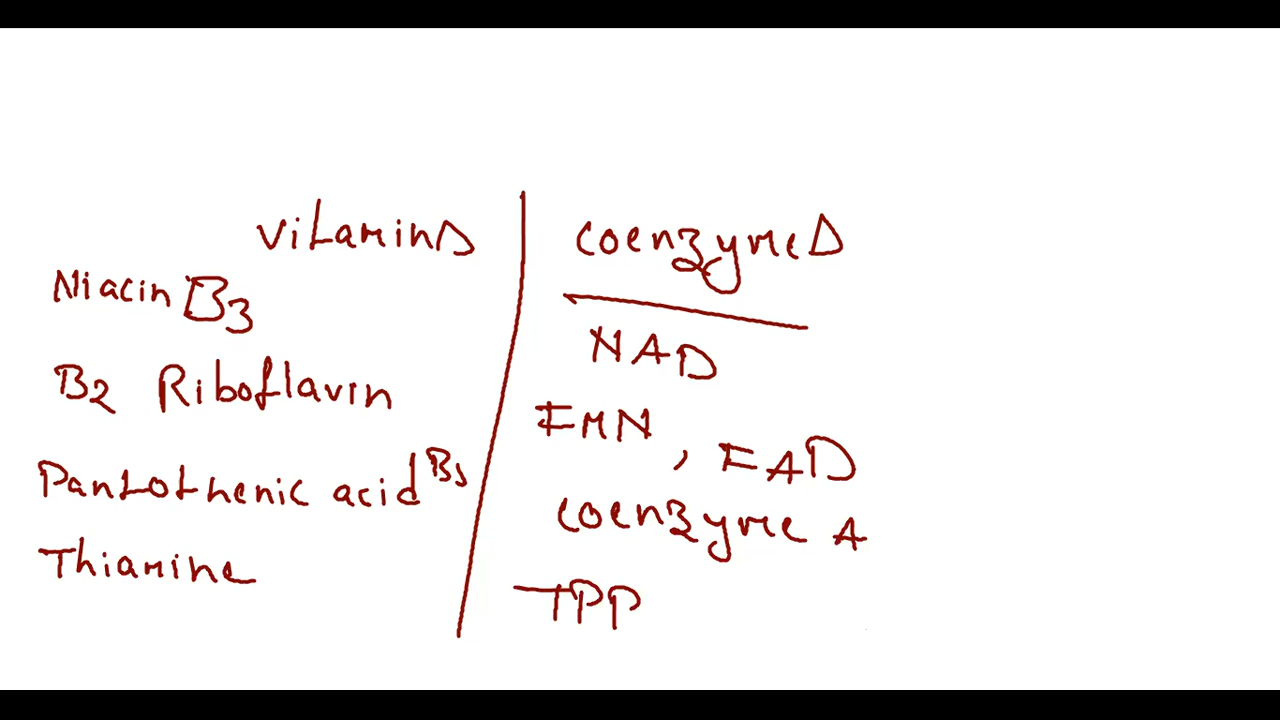 vitamins coenzymes
Niacin B3 NAD
B2 Riboflavin FMN, FAD
Pantothenic acid B5 coenzyme A
Thiamine TPP